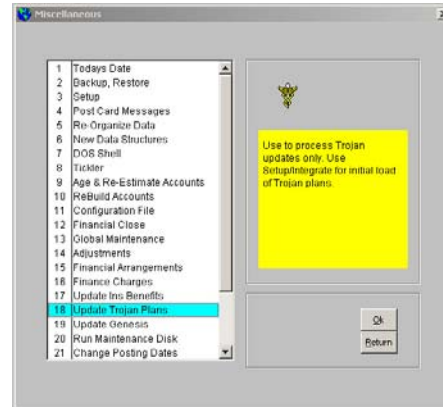 Miscellaneous
1 Todays Date
2 Backup, Restore
3 Setup
4 Post Card Messages
5 Re-Organize Data
6 New Data Structures
7 DOS Shell
8 Tickler
9 Age & Re-Estimate Accounts
10 ReBuild Accounts
11 Configuration File
12 Financial Close
13 Global Maintenance
14 Adjustments
15 Financial Arrangements
16 Finance Charges
17 Update Ins Benefits
18 Update Trojan Plans
19 Update Genesis
20 Run Maintenance Disk
21 Change Posting Dates
Use to process Trojan
updates only. Use
Setup/Integrate for initial load
of Trojan plans.
Ok
Return